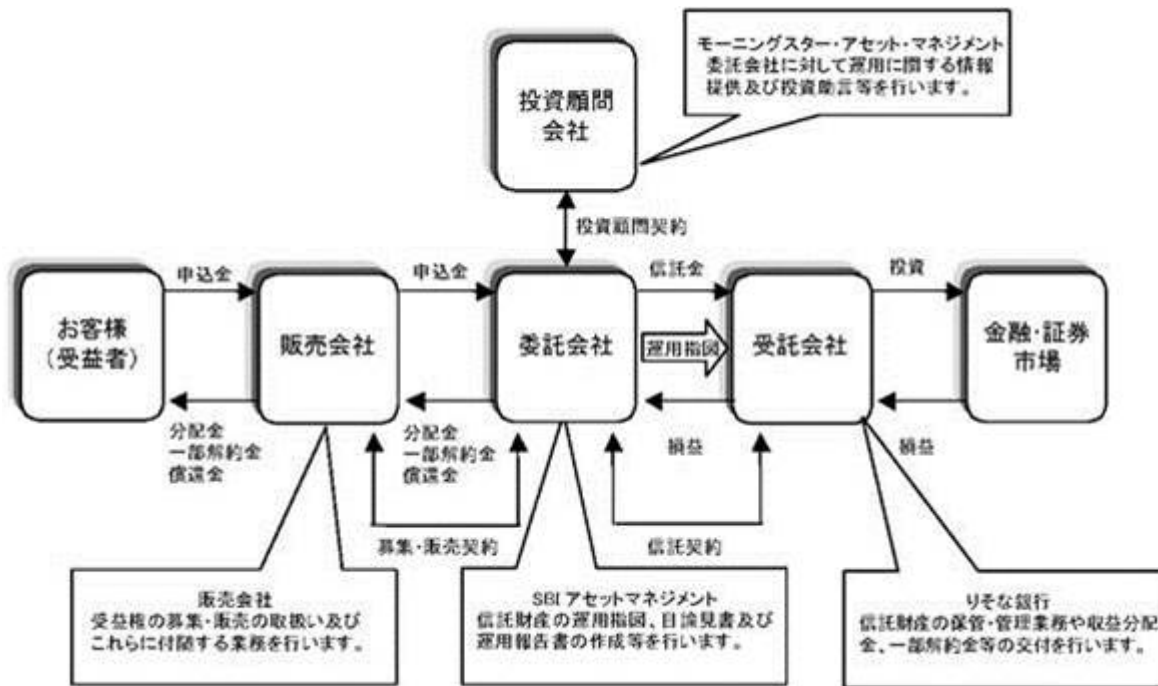 モーニングスター・アセット・マネジメント
委託会社に対して運用に関する情報
提供及び投資助言等を行います。
投資顧問
会社
投資顧問契約
申込金
申込金
信託金
投資
お客様
(受益者)
販売会社
委託会社
運用指図
受託会社
金融・証券
市場
分配金
一部解約金
償還金
分配金
一部解約金
償還金
損益
損益
募集・販売契約
信託契約
販売会社
受益権の募集・販売の取扱い及び
これらに付随する業務を行います。
SBIアセットマネジメント
信託財産の運用指図、目論見書及び
運用報告書の作成等を行います。
りそな銀行
信託財産の保管・管理業務や収益分配
金、一部解約金等の交付を行います。